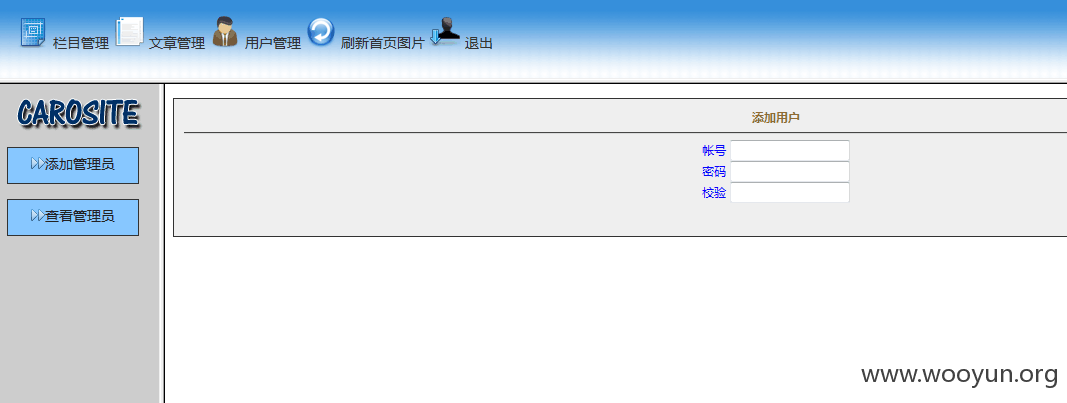 栏目管理 文章管理 用户管理 刷新首页图片 退出
CAROSITE
添加管理员
查看管理员
添加用户
帐号
密码
校验
www.wooyun.org